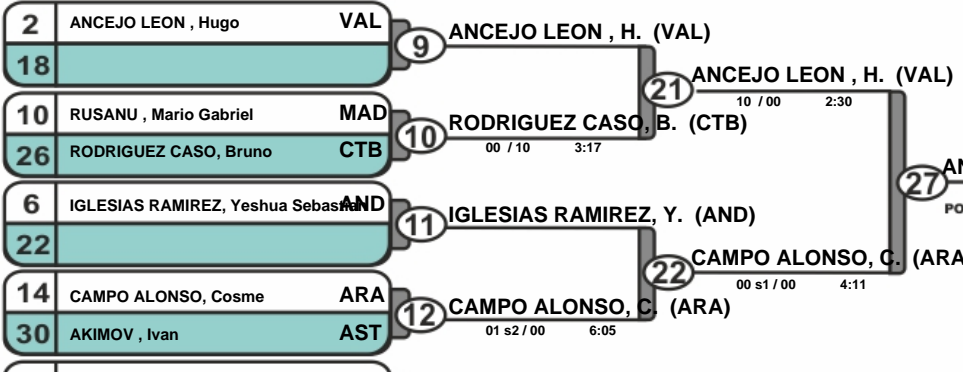 2 ANCEJO LEON , Hugo VAL
18
9 ANCEJO LEON , H. (VAL)
10 RUSANU , Mario Gabriel MAD
26 RODRIGUEZ CASO, Bruno CTB
10 RODRIGUEZ CASO, B. (CTB)
00 / 10 3:17
21 ANCEJO LEON , H. (VAL)
10 / 00 2:30
6 IGLESIAS RAMIREZ, Yeshua Sebastian AND
22
11 IGLESIAS RAMIREZ, Y. (AND)
14 CAMPO ALONSO, Cosme ARA
30 AKIMOV , Ivan AST
12 CAMPO ALONSO, C. (ARA)
01 s2 / 00 6:05
22 CAMPO ALONSO, C. (ARA
00 s1 / 00 4:11
27 AN
PO